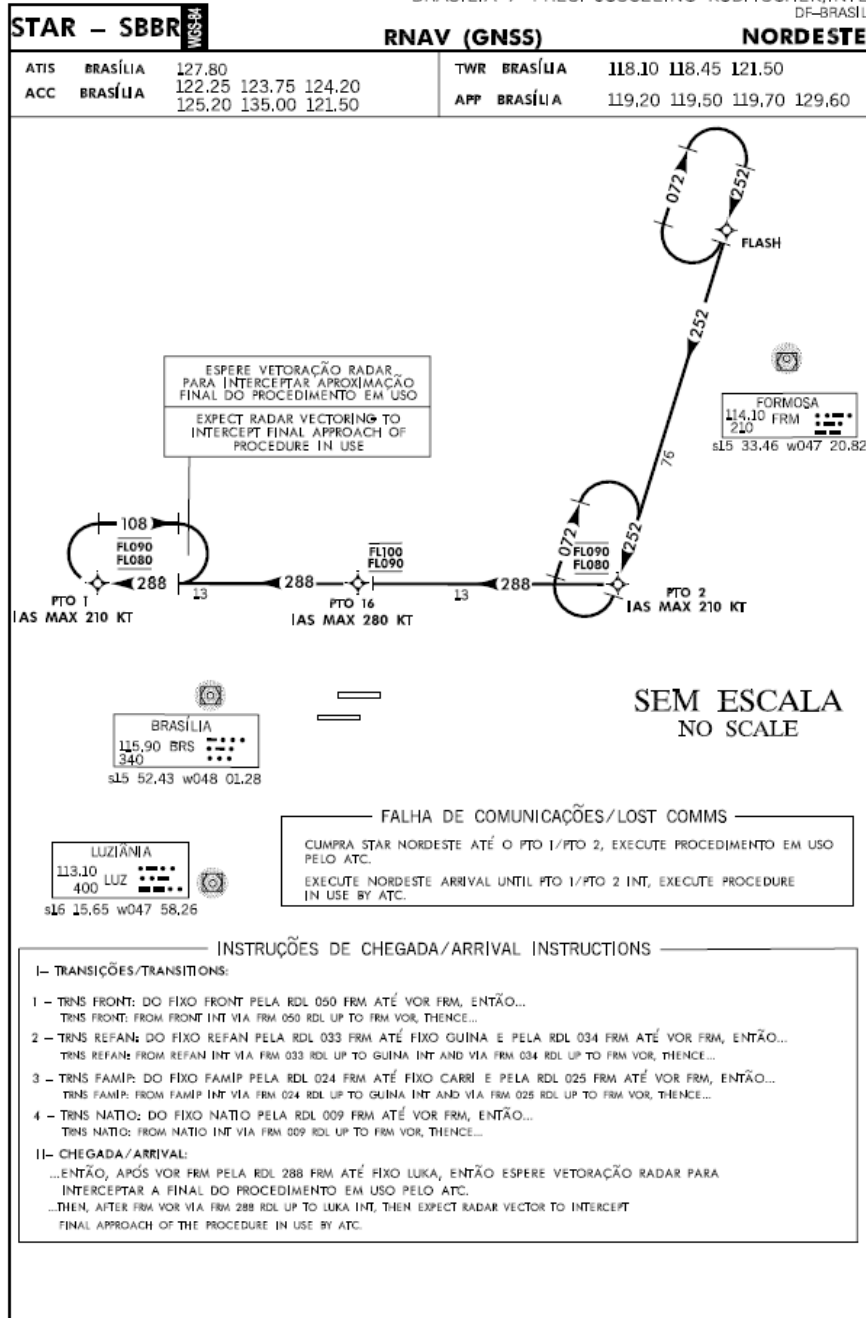 STAR – SBBR WGS-84
DF–BRASIL
RNAV (GNSS)
NORDESTE
ATIS BRASÍLIA 127.80
ACC BRASÍLIA 122.25 123.75 124.20
125.20 135.00 121.50
TWR BRASÍLIA 118.10 118.45 121.50
APP BRASÍLIA 119.20 119.50 119.70 129.60
072
252
FLASH
252
ESPERE VETORAÇÃO RADAR
PARA INTERCEPTAR APROXIMAÇÃO
FINAL DO PROCEDIMENTO EM USO
EXPECT RADAR VECTORING TO
INTERCEPT FINAL APPROACH OF
PROCEDURE IN USE
FORMOSA
114.10 FRM
210
s15 33.46 w047 20.82
76
108
FL090
FL080
288
13
288
FL100
FL090
13
288
072
252
FL090
FL080
PTO 1
IAS MAX 210 KT
PTO 16
IAS MAX 280 KT
PTO 2
IAS MAX 210 KT
BRASÍLIA
115.90 BRS
340
s15 52.43 w048 01.28
SEM ESCALA
NO SCALE
LUZIÂNIA
113.10
LUZ
400
s16 15.65 w047 58.26
FALHA DE COMUNICAÇÕES/LOST COMMS
CUMPRA STAR NORDESTE ATÉ O PTO 1/PTO 2, EXECUTE PROCEDIMENTO EM USO
PELO ATC.
EXECUTE NORDESTE ARRIVAL UNTIL PTO 1/PTO 2 INT, EXECUTE PROCEDURE
IN USE BY ATC.
INSTRUÇÕES DE CHEGADA/ARRIVAL INSTRUCTIONS
I– TRANSIÇÕES/TRANSITIONS:
1 – TRNS FRONT: DO FIXO FRONT PELA RDL 050 FRM ATÉ VOR FRM, ENTÃO...
TRNS FRONT: FROM FRONT INT VIA FRM 050 RDL UP TO FRM VOR, THENCE...
2 – TRNS REFAN: DO FIXO REFAN PELA RDL 033 FRM ATÉ FIXO GUINA E PELA RDL 034 FRM ATÉ VOR FRM, ENTÃO...
TRNS REFAN: FROM REFAN INT VIA FRM 033 RDL UP TO GUINA INT AND VIA FRM 034 RDL UP TO FRM VOR, THENCE...
3 – TRNS FAMIP: DO FIXO FAMIP PELA RDL 024 FRM ATÉ FIXO CARRI E PELA RDL 025 FRM ATÉ VOR FRM, ENTÃO...
TRNS FAMIP: FROM FAMIP INT VIA FRM 024 RDL UP TO GUINA INT AND VIA FRM 025 RDL UP TO FRM VOR, THENCE...
4 – TRNS NATIO: DO FIXO NATIO PELA RDL 009 FRM ATÉ VOR FRM, ENTÃO...
TRNS NATIO: FROM NATIO INT VIA FRM 009 RDL UP TO FRM VOR, THENCE...
II– CHEGADA/ARRIVAL:
...ENTÃO, APÓS VOR FRM PELA RDL 288 FRM ATÉ FIXO LUKA, ENTÃO ESPERE VETORAÇÃO RADAR PARA
INTERCEPTAR A FINAL DO PROCEDIMENTO EM USO PELO ATC.
...THEN, AFTER FRM VOR VIA FRM 288 RDL UP TO LUKA INT, THEN EXPECT RADAR VECTOR TO INTERCEPT
FINAL APPROACH OF THE PROCEDURE IN USE BY ATC.